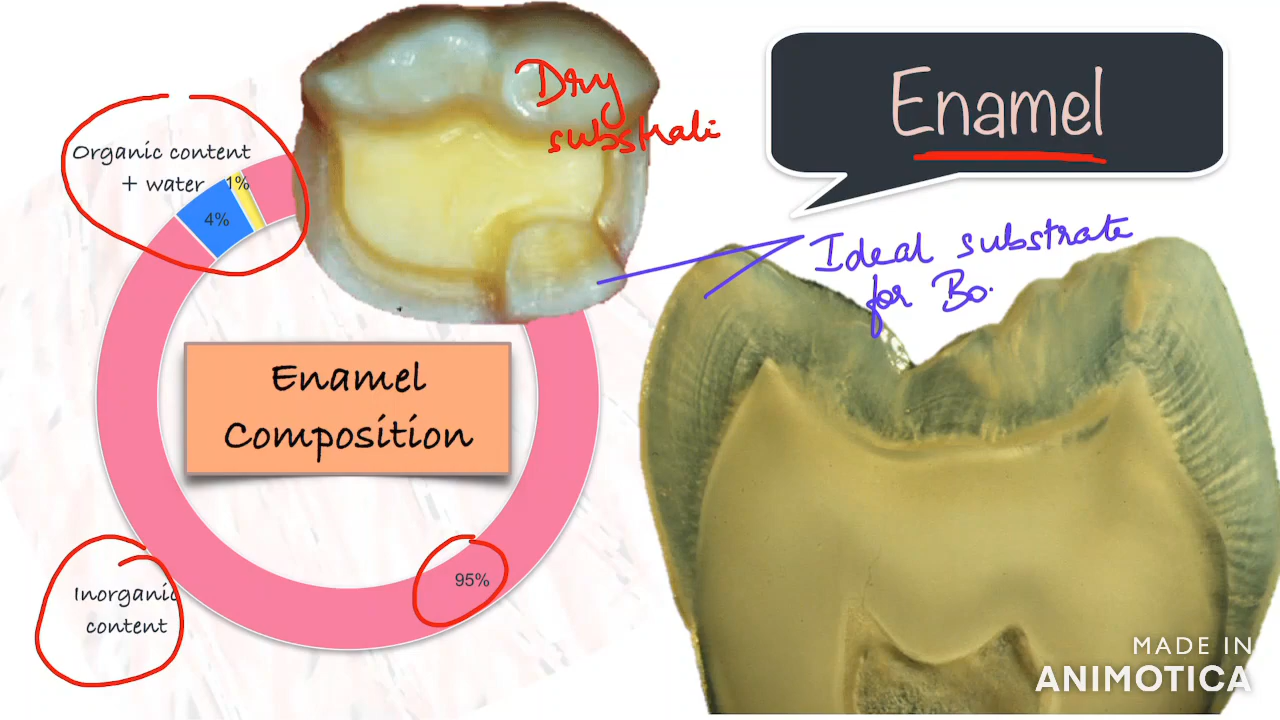 Enamel
Dry
substrat
Organic content
+ water
1%
4%
Ideal substrate
for Bo.
Enamel
Composition
95%
Inorganic
content
MADE IN
ANIMOTICA